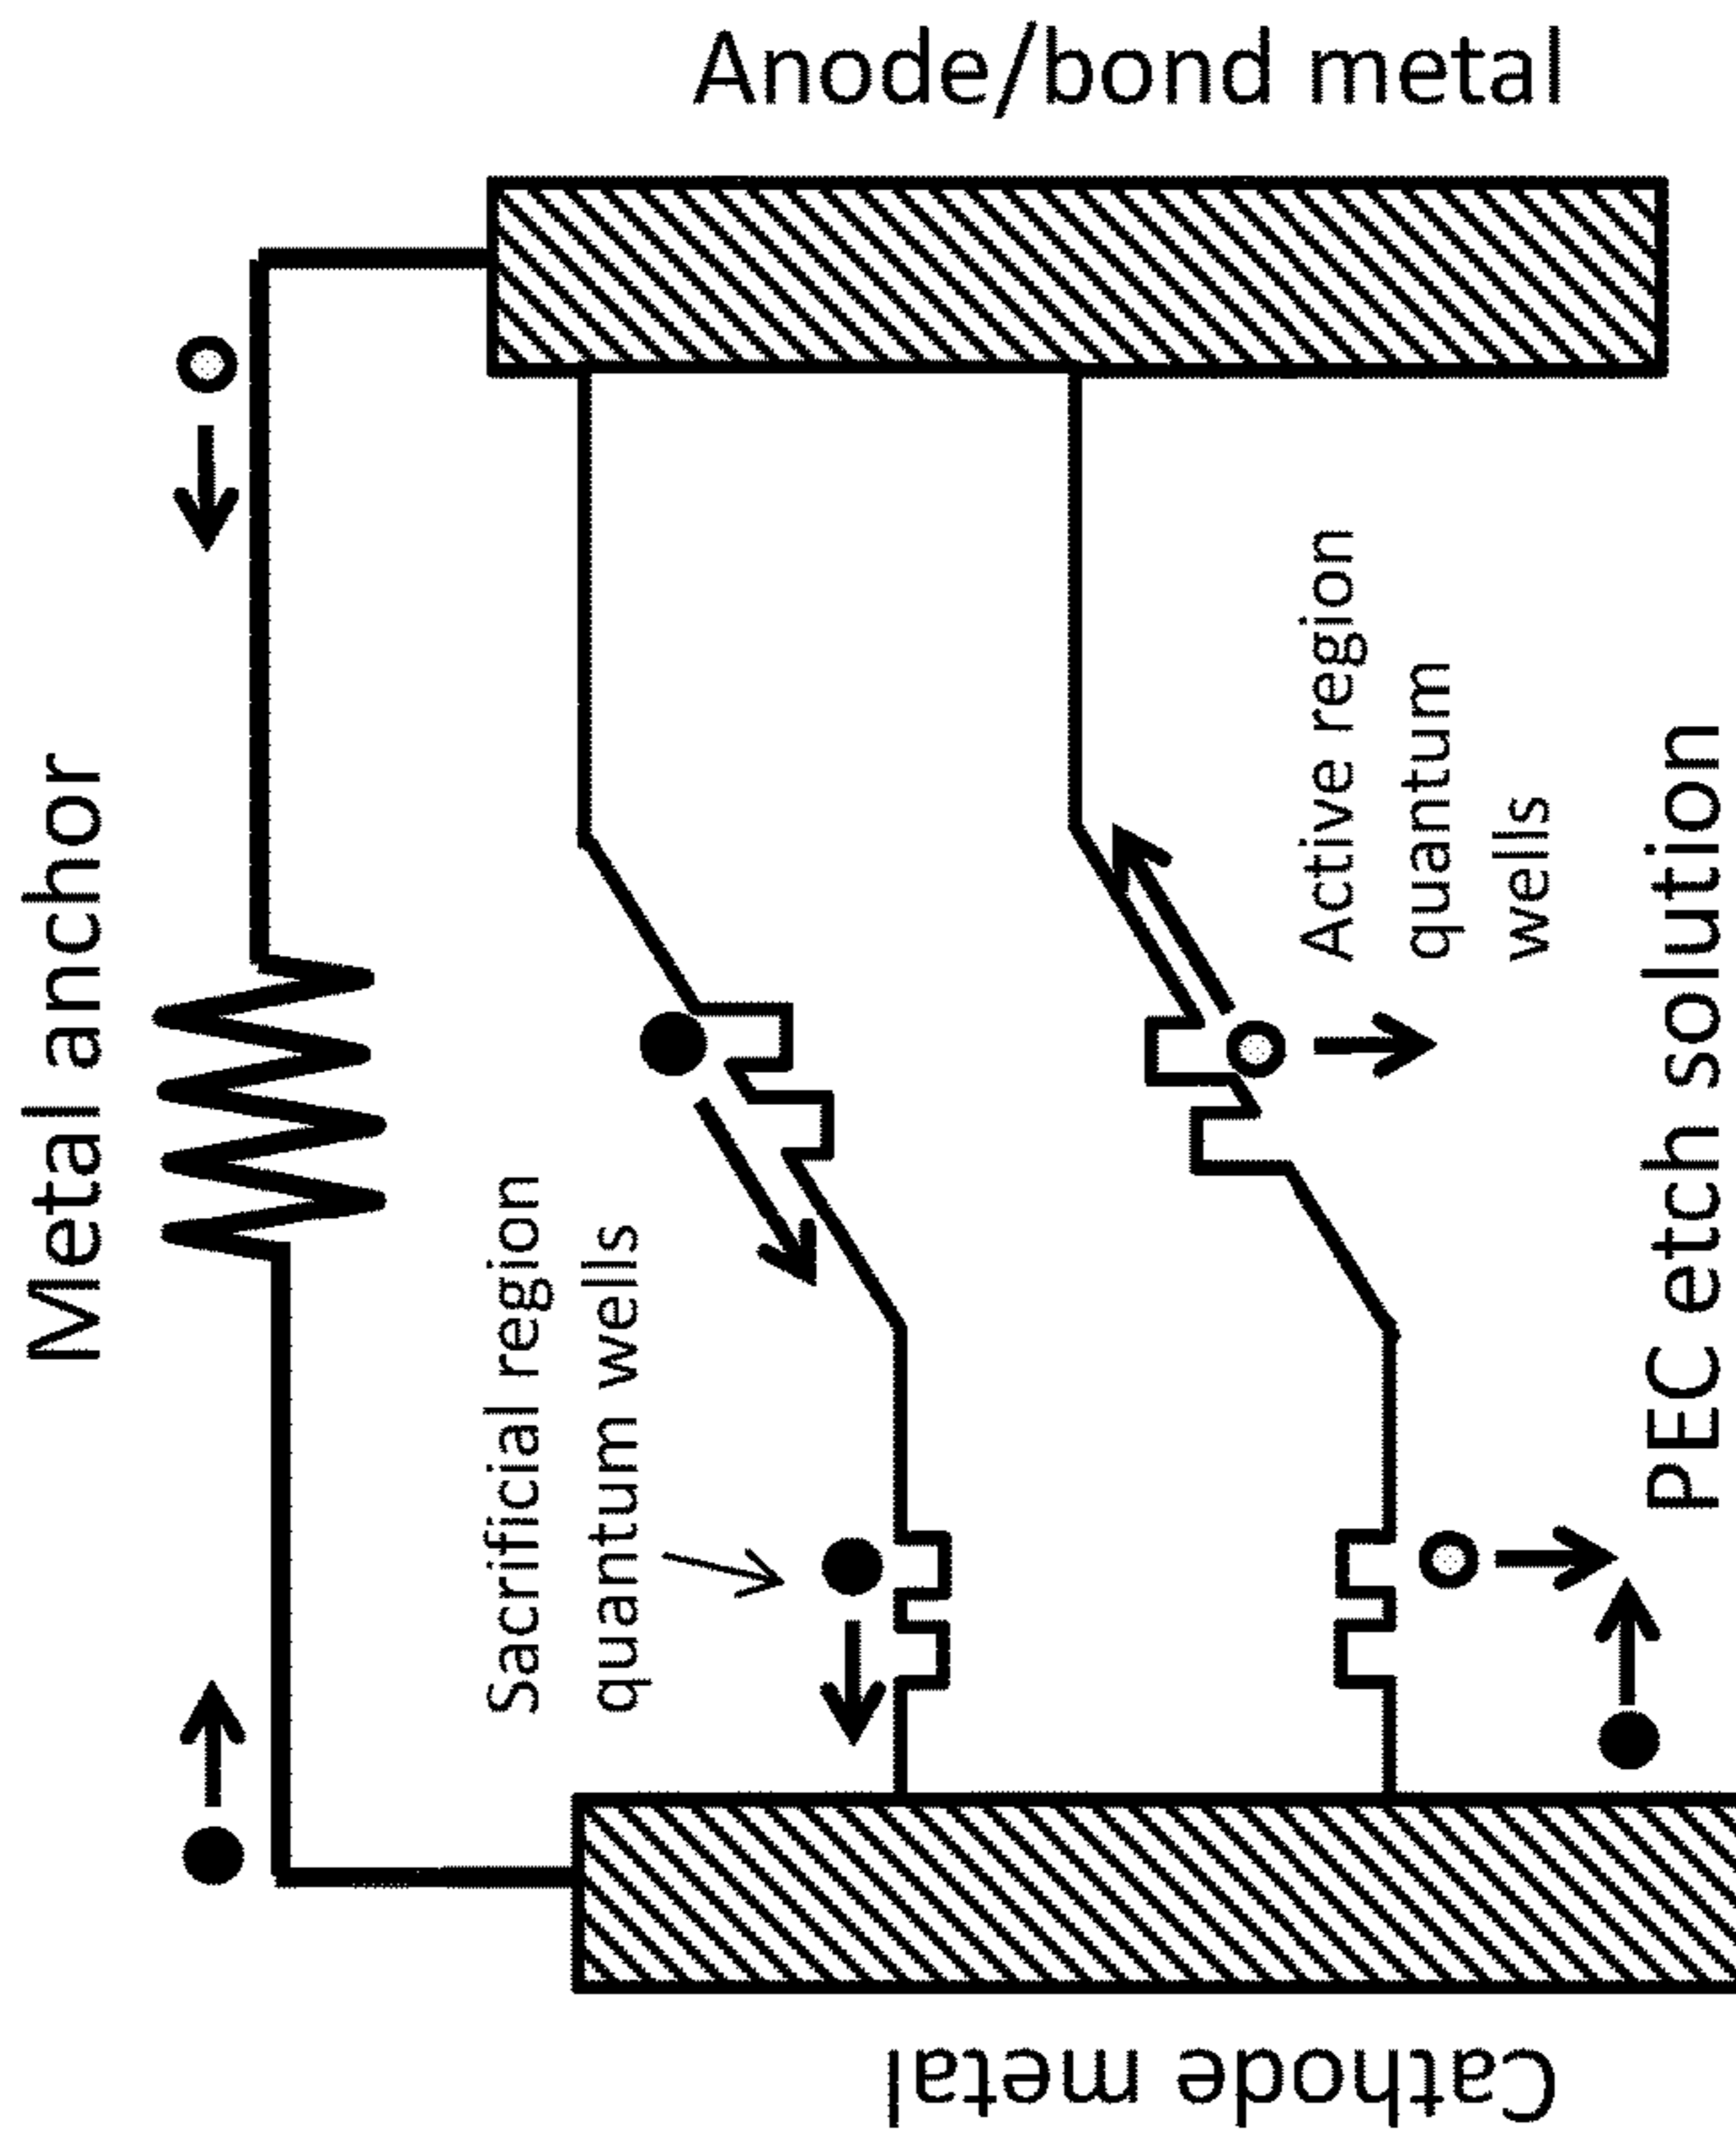 Anode/bond metal
Metal anchor
Sacrificial region
quantum wells
Active region
quantum
wells
PEC etch solution
Cathode metal